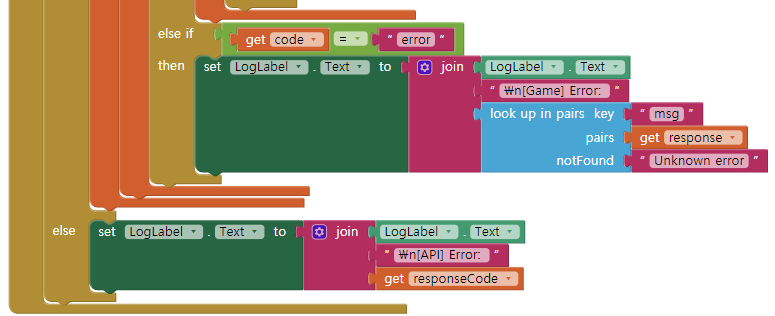 else if get code = " error "
then set LogLabel . Text to join LogLabel . Text
" ₩n[Game] Error: "
look up in pairs key " msg "
pairs get response
notFound " Unknown error "
else set LogLabel . Text to join LogLabel . Text
" ₩n[API] Error: "
get responseCode